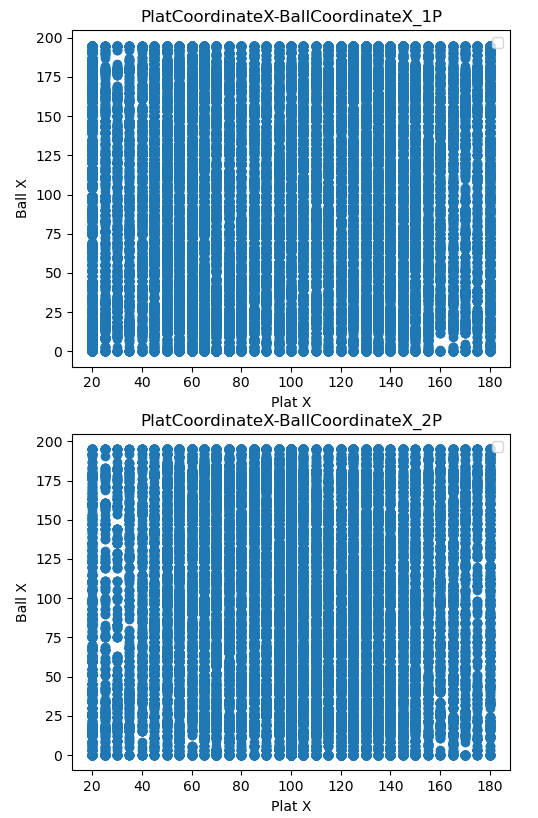 PlatCoordinateX-BallCoordinateX_1P
200
175
150
125
100
75
50
25
0
Ball X
20 40 60 80 100 120 140 160 180
Plat X
PlatCoordinateX-BallCoordinateX_2P
200
175
150
125
100
75
50
25
0
Ball X
20 40 60 80 100 120 140 160 180
Plat X